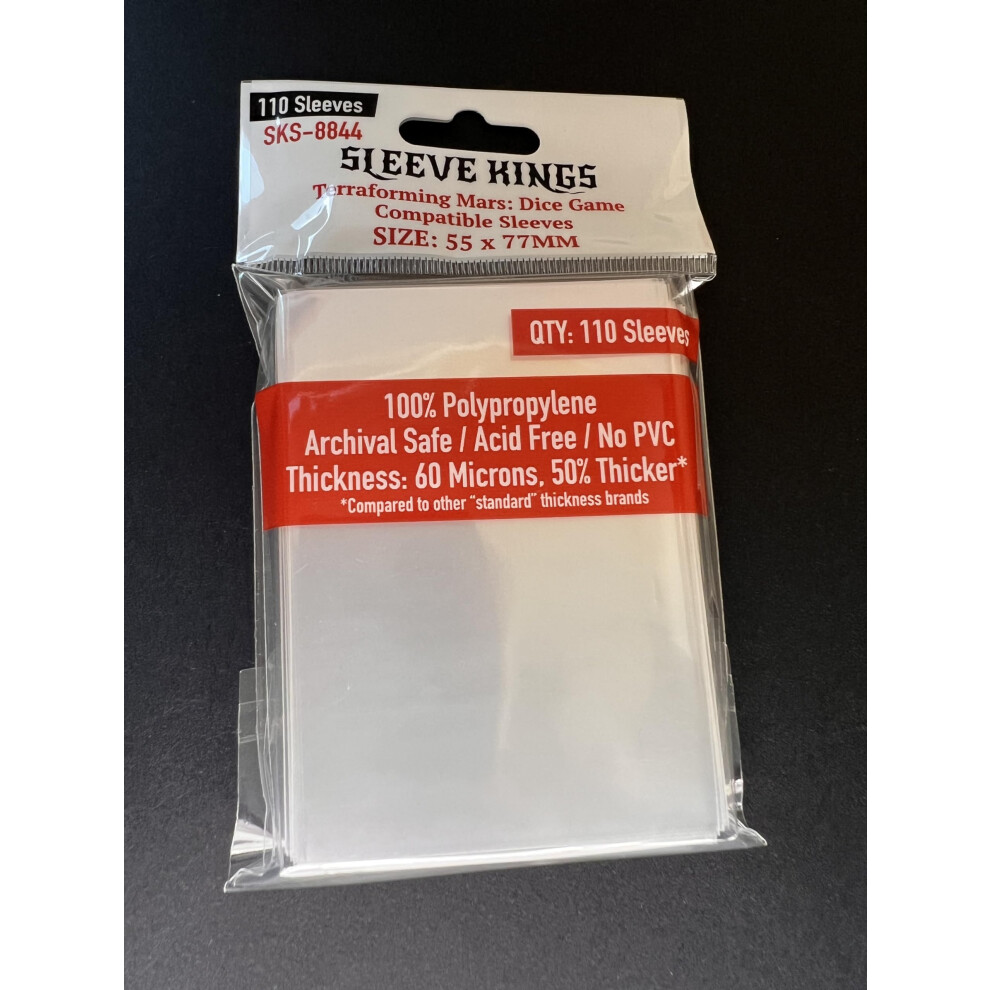 110 Sleeves
SKS-8844
SLEEVE KINGS
Terraforming Mars: Dice Game
Compatible Sleeves
SIZE: 55 x 77MM
QTY: 110 Sleeves
100% Polypropylene
Archival Safe / Acid Free / No PVC
Thickness: 60 Microns, 50% Thicker*
*Compared to other "standard" thickness brands